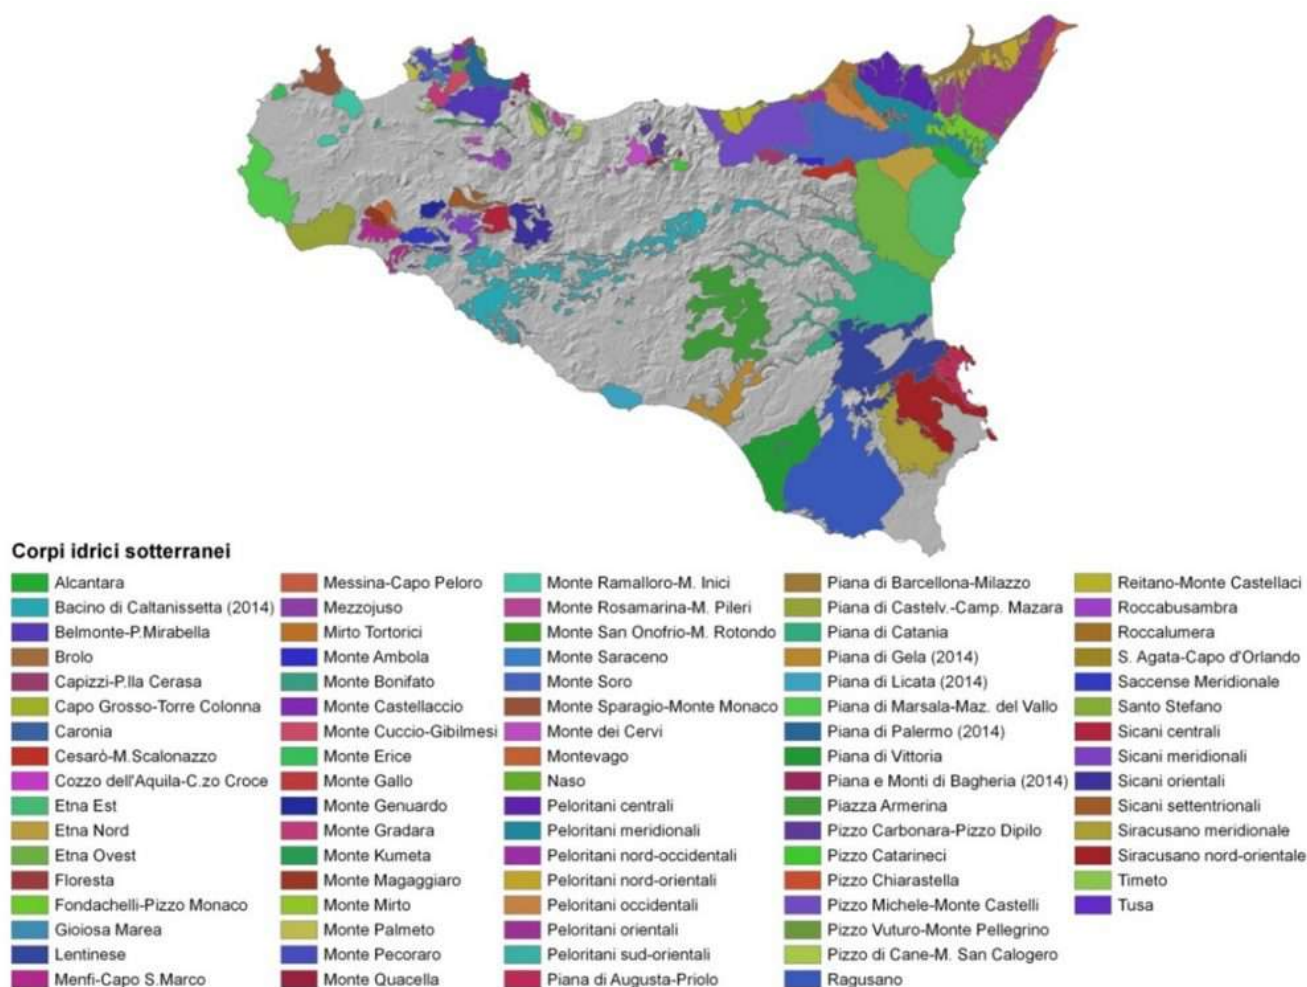 Corpi idrici sotterranei
Alcantara
Bacino di Caltanissetta (2014)
Belmonte-P.Mirabella
Brolo
Capizzi-P.lla Cerasa
Capo Grosso-Torre Colonna
Caronia
Cesarò-M.Scalonazzo
Cozzo dell'Aquila-C.zo Croce
Etna Est
Etna Nord
Etna Ovest
Floresta
Fondachelli-Pizzo Monaco
Gioiosa Marea
Lentinese
Menfi-Capo S.Marco
Messina-Capo Peloro
Mezzojuso
Mirto Tortorici
Monte Ambola
Monte Bonifato
Monte Castellaccio
Monte Cuccio-Gibilmesi
Monte Erice
Monte Gallo
Monte Genuardo
Monte Gradara
Monte Kumeta
Monte Magaggiaro
Monte Mirto
Monte Palmeto
Monte Pecoraro
Monte Quacella
Monte Ramalloro-M. Inici
Monte Rosamarina-M. Pileri
Monte San Onofrio-M. Rotondo
Monte Saraceno
Monte Soro
Monte Sparagio-Monte Monaco
Monte dei Cervi
Montevago
Naso
Peloritani centrali
Peloritani meridionali
Peloritani nord-occidentali
Peloritani nord-orientali
Peloritani occidentali
Peloritani orientali
Peloritani sud-orientali
Piana di Augusta-Priolo
Piana di Barcellona-Milazzo
Piana di Castelv.-Camp. Mazara
Piana di Catania
Piana di Gela (2014)
Piana di Licata (2014)
Piana di Marsala-Maz. del Vallo
Piana di Palermo (2014)
Piana di Vittoria
Piana e Monti di Bagheria (2014)
Piazza Armerina
Pizzo Carbonara-Pizzo Dipilo
Pizzo Catarineci
Pizzo Chiarastella
Pizzo Michele-Monte Castelli
Pizzo Vuturo-Monte Pellegrino
Pizzo di Cane-M. San Calogero
Ragusano
Reitano-Monte Castellaci
Roccabusambra
Roccalumera
S. Agata-Capo d'Orlando
Saccense Meridionale
Santo Stefano
Sicani centrali
Sicani meridionali
Sicani orientali
Sicani settentrionali
Siracusano meridionale
Siracusano nord-orientale
Timeto
Tusa